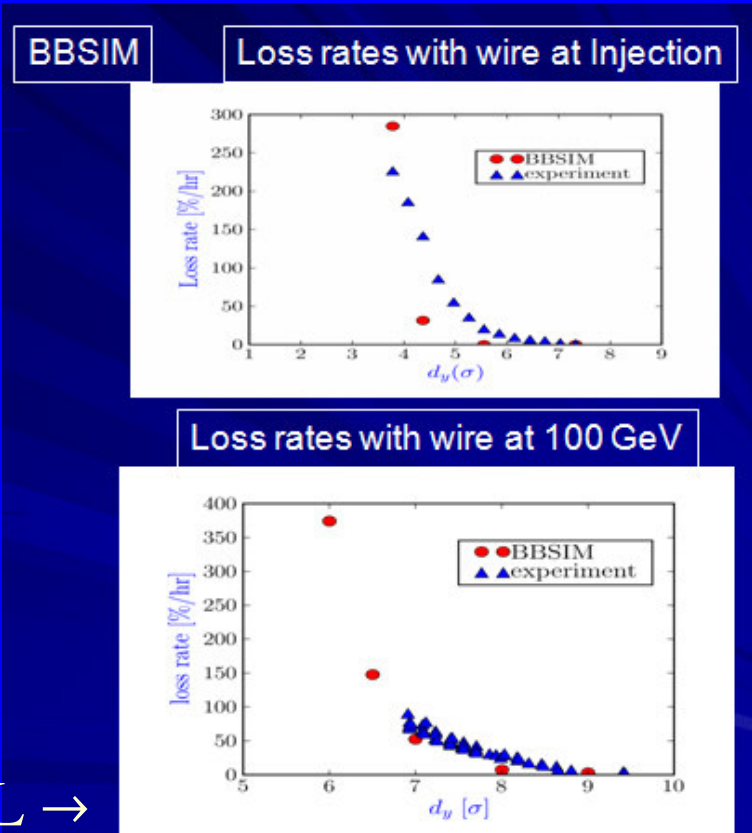 BBSIM
Loss rates with wire at Injection
300
250
200
150
100
50
0
Loss rate [%/hr]
BBSIM
experiment
1 2 3 4 5 6 7 8 9
d_y(σ)
Loss rates with wire at 100 GeV
400
350
300
250
200
150
100
50
0
loss rate [%/hr]
BBSIM
experiment
5 6 7 8 9 10
d_y [σ]
→